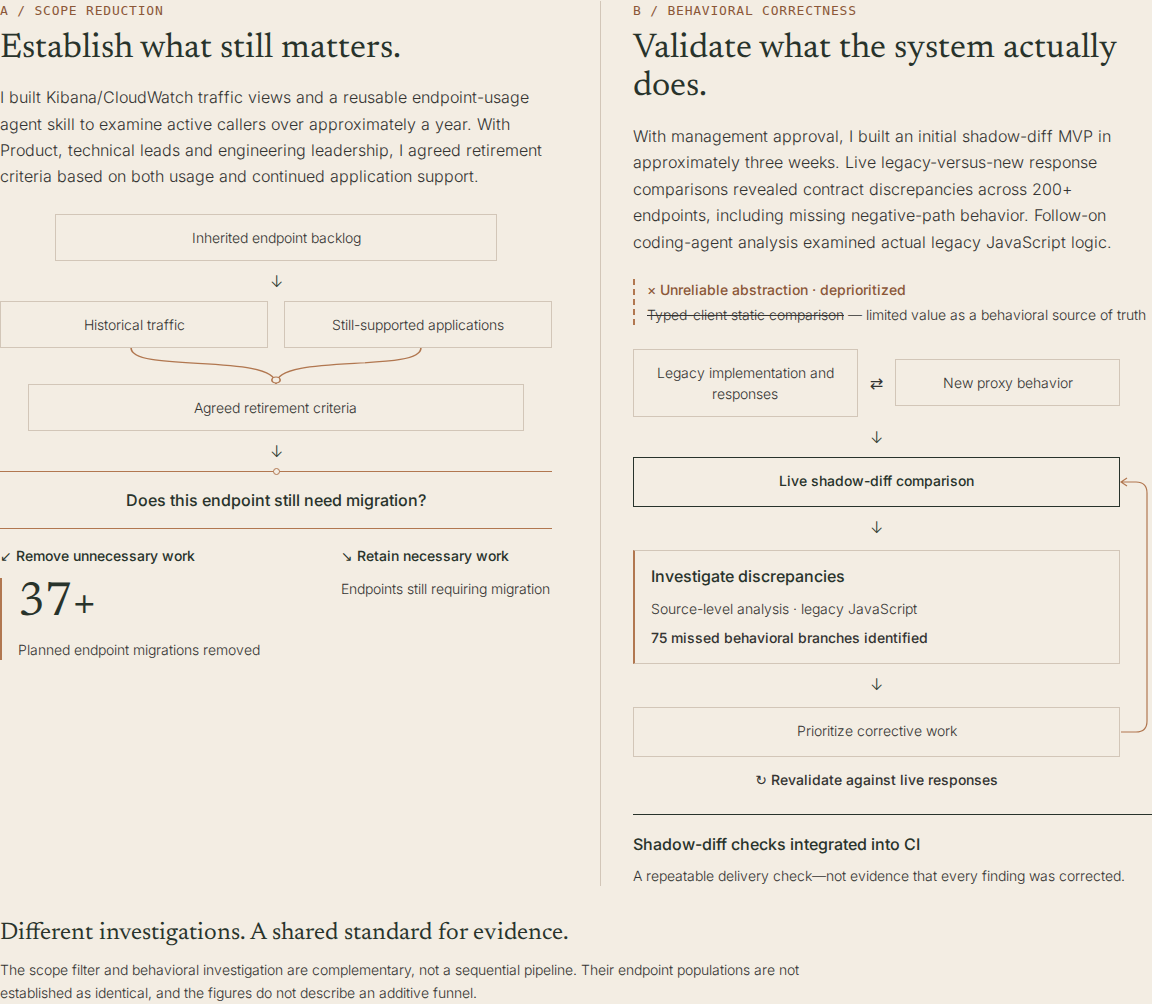 A / SCOPE REDUCTION
Establish what still matters.
I built Kibana/CloudWatch traffic views and a reusable endpoint-usage
agent skill to examine active callers over approximately a year. With
Product, technical leads and engineering leadership, I agreed retirement
criteria based on both usage and continued application support.
Inherited endpoint backlog
↓
Historical traffic
Still-supported applications
Agreed retirement criteria
↓
Does this endpoint still need migration?
↙ Remove unnecessary work
37+
Planned endpoint migrations removed
↘ Retain necessary work
Endpoints still requiring migration
B / BEHAVIORAL CORRECTNESS
Validate what the system actually
does.
With management approval, I built an initial shadow-diff MVP in
approximately three weeks. Live legacy-versus-new response
comparisons revealed contract discrepancies across 200+
endpoints, including missing negative-path behavior. Follow-on
coding-agent analysis examined actual legacy JavaScript logic.
× Unreliable abstraction · deprioritized
Typed-client static comparison — limited value as a behavioral source of truth
Legacy implementation and
responses
⇄
New proxy behavior
↓
Live shadow-diff comparison
↓
Investigate discrepancies
Source-level analysis · legacy JavaScript
75 missed behavioral branches identified
↓
Prioritize corrective work
↻ Revalidate against live responses
Shadow-diff checks integrated into CI
A repeatable delivery check—not evidence that every finding was corrected.
Different investigations. A shared standard for evidence.
The scope filter and behavioral investigation are complementary, not a sequential pipeline. Their endpoint populations are not
established as identical, and the figures do not describe an additive funnel.